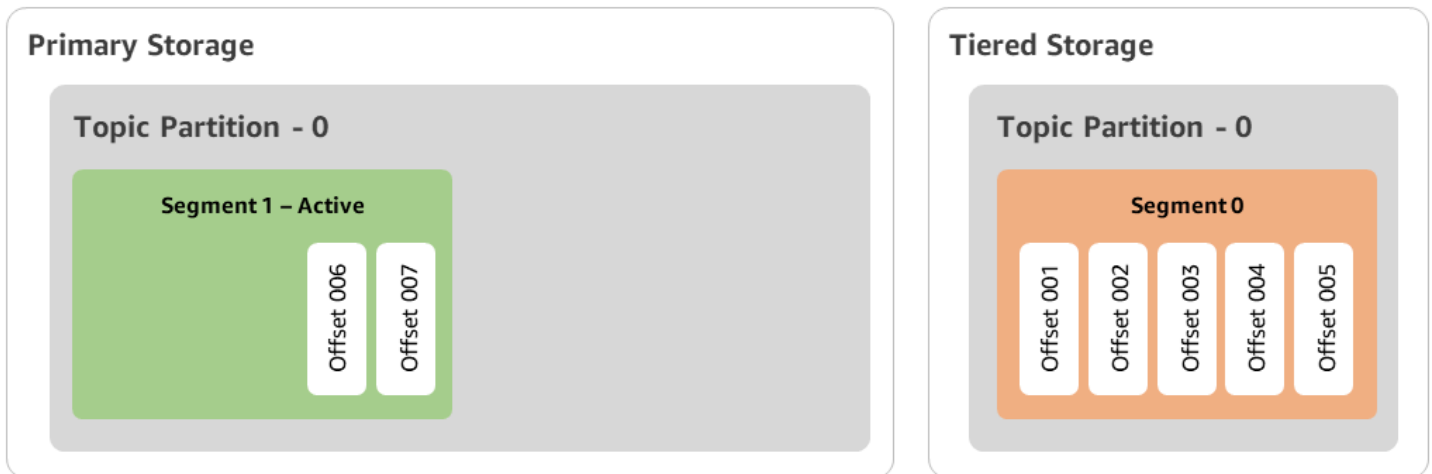 Primary Storage
Topic Partition - 0
Segment 1 – Active
Offset 006
Offset 007
Tiered Storage
Topic Partition - 0
Segment 0
Offset 001
Offset 002
Offset 003
Offset 004
Offset 005